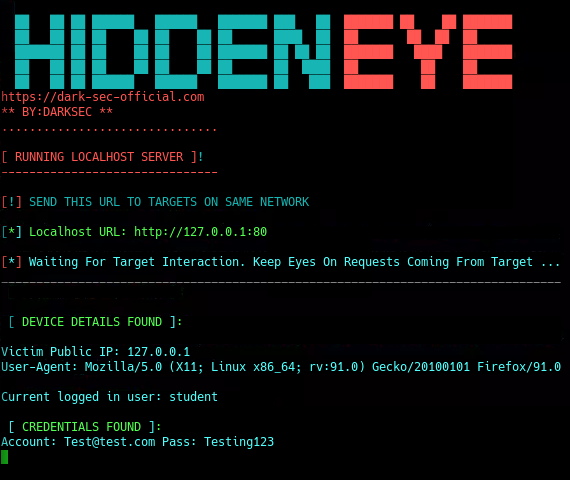 HIDDEN EYE
https://dark-sec-official.com
** BY:DARKSEC **
...............................
[ RUNNING LOCALHOST SERVER ]!
-------------------------------
[!] SEND THIS URL TO TARGETS ON SAME NETWORK
[*] Localhost URL: http://127.0.0.1:80
[*] Waiting For Target Interaction. Keep Eyes On Requests Coming From Target ...
________________________________________________________________________________
[ DEVICE DETAILS FOUND ]:
Victim Public IP: 127.0.0.1
User-Agent: Mozilla/5.0 (X11; Linux x86_64; rv:91.0) Gecko/20100101 Firefox/91.0
Current logged in user: student
[ CREDENTIALS FOUND ]:
Account: Test@test.com Pass: Testing123